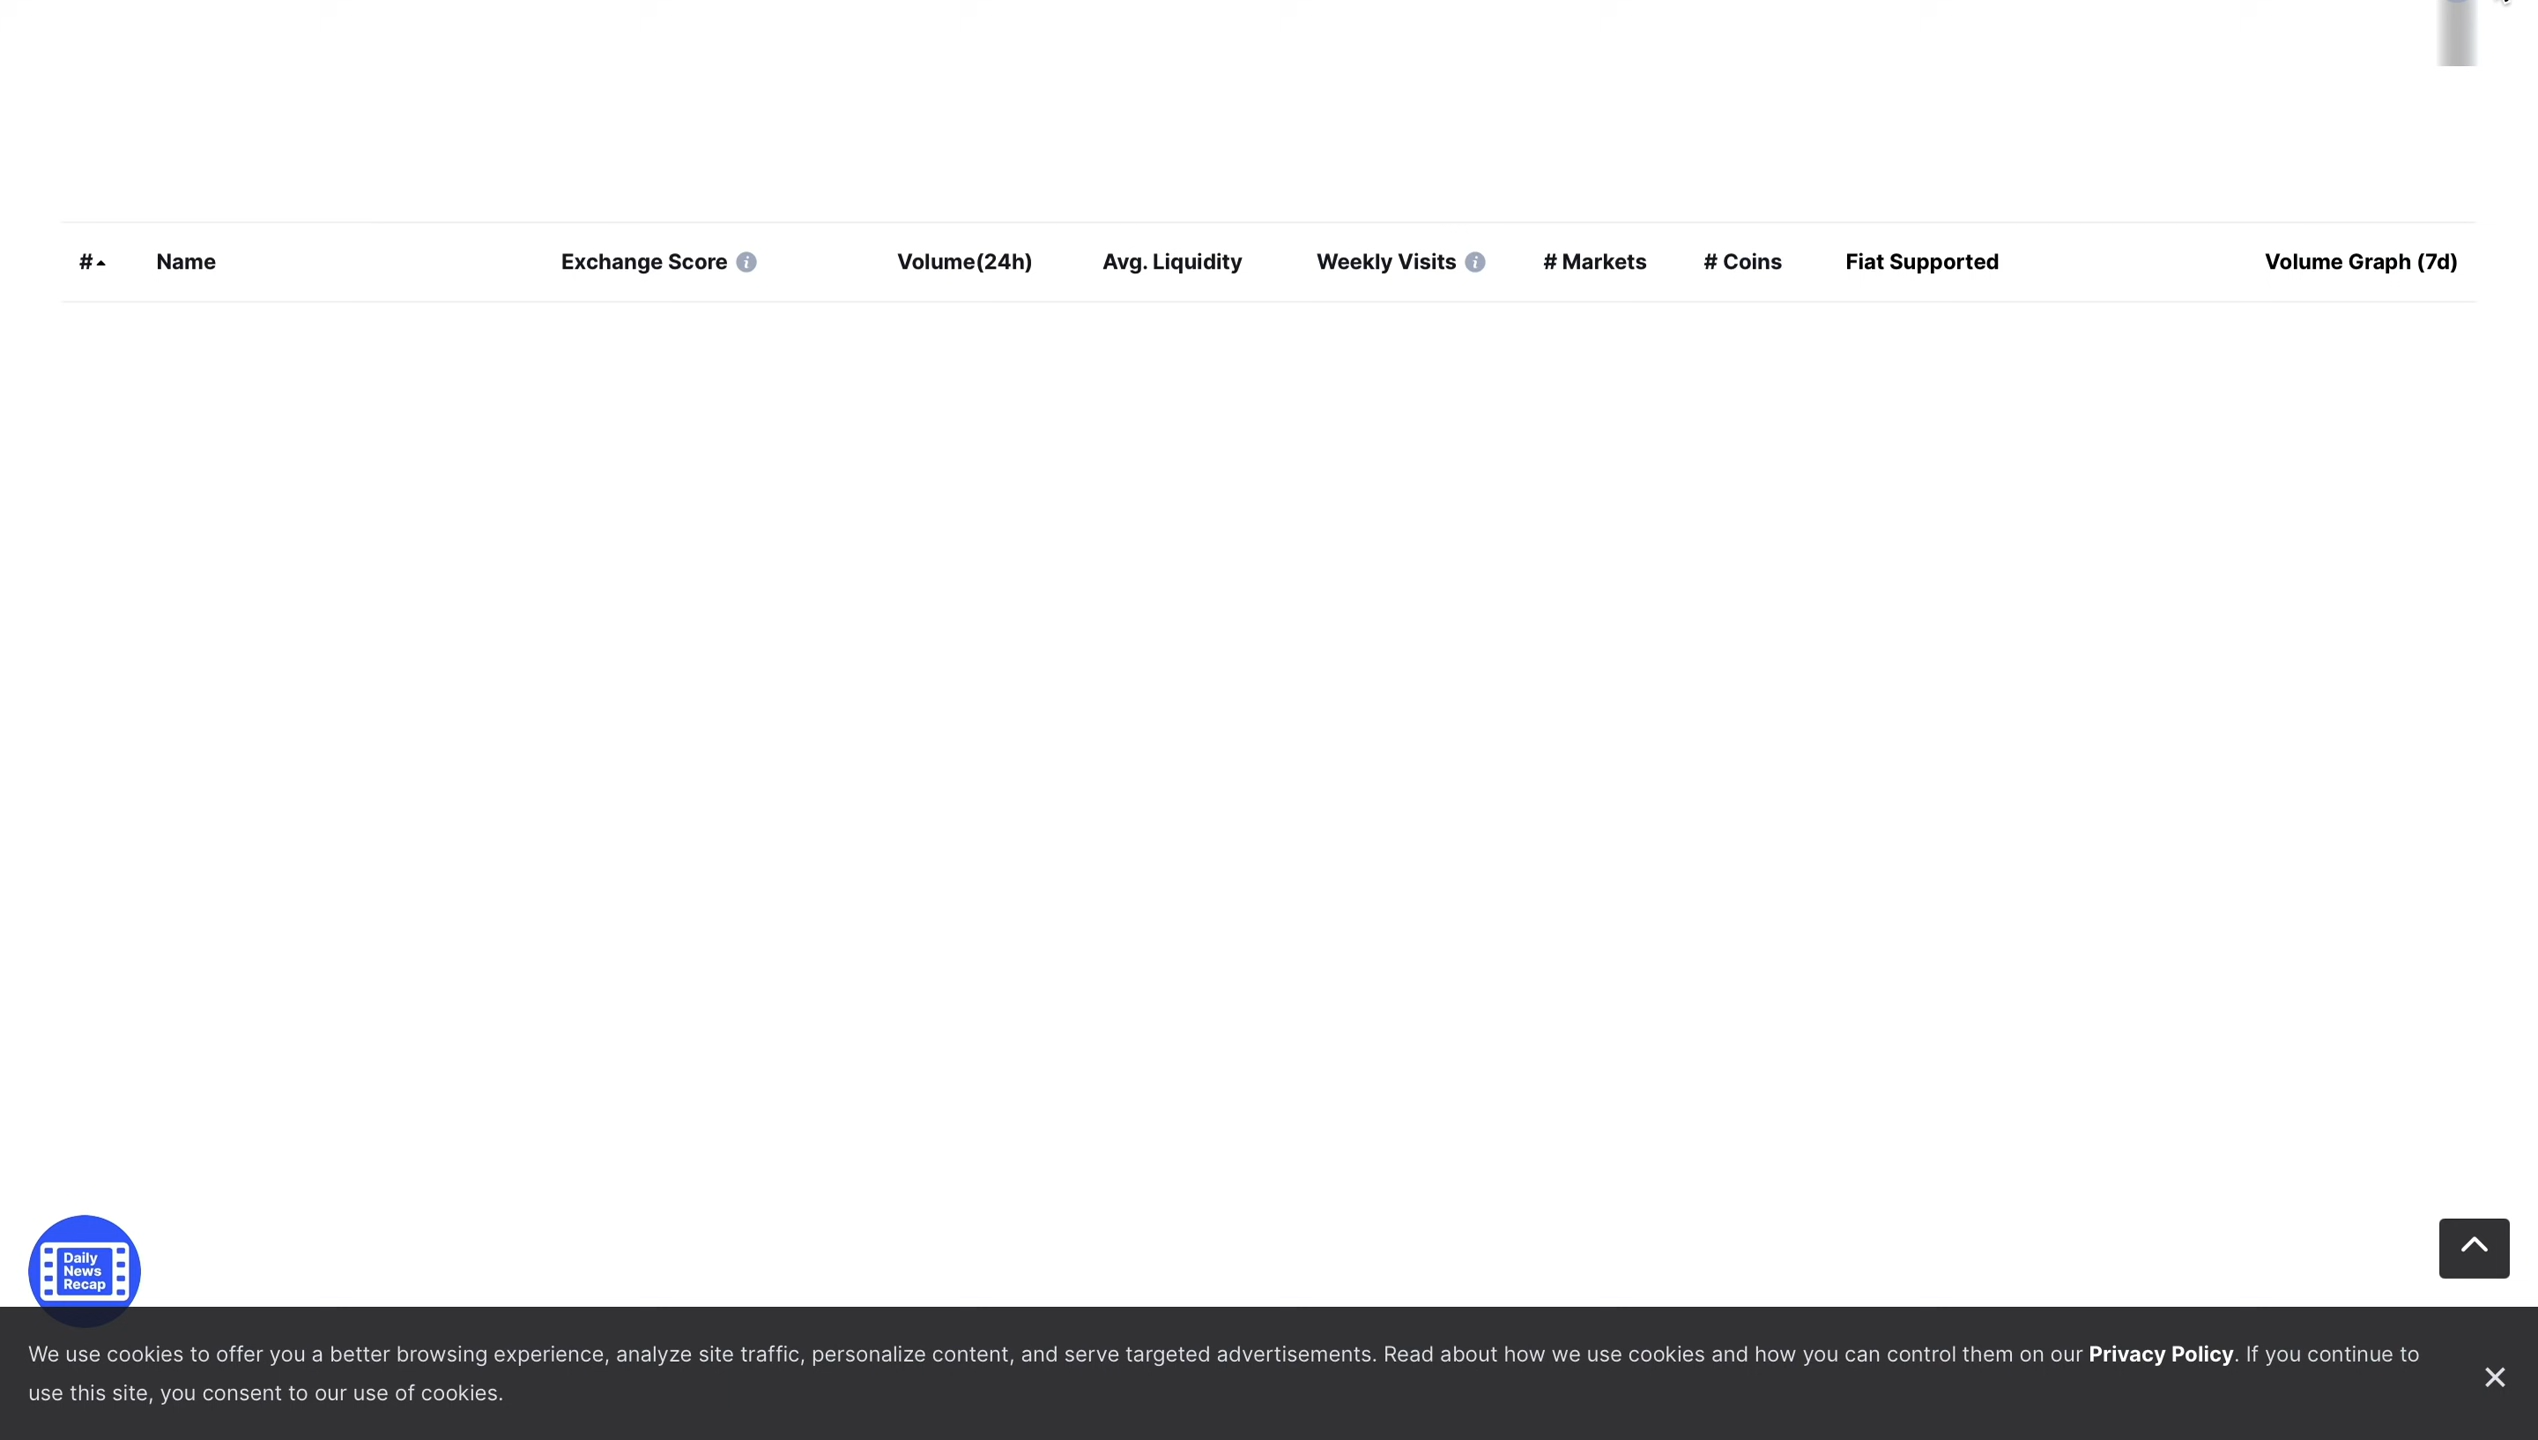 # Name Exchange Score Volume(24h) Avg. Liquidity Weekly Visits # Markets # Coins Fiat Supported Volume Graph (7d)
Daily
News
Recap
We use cookies to offer you a better browsing experience, analyze site traffic, personalize content, and serve targeted advertisements. Read about how we use cookies and how you can control them on our Privacy Policy. If you continue to
use this site, you consent to our use of cookies.